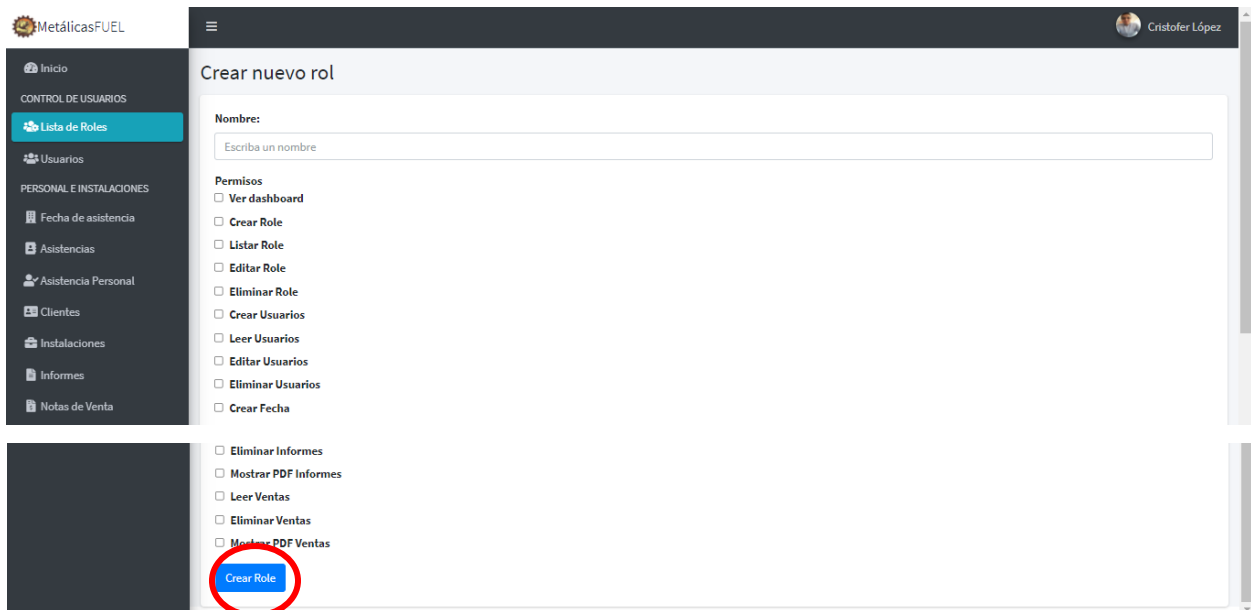 MetálicasFUEL
Cristofer López
Inicio
CONTROL DE USUARIOS
Lista de Roles
Usuarios
PERSONAL E INSTALACIONES
Fecha de asistencia
Asistencias
Asistencia Personal
Clientes
Instalaciones
Informes
Notas de Venta
Crear nuevo rol
Nombre:
Escriba un nombre
Permisos
Ver dashboard
Crear Role
Listar Role
Editar Role
Eliminar Role
Crear Usuarios
Leer Usuarios
Editar Usuarios
Eliminar Usuarios
Crear Fecha
Eliminar Informes
Mostrar PDF Informes
Leer Ventas
Eliminar Ventas
Mostrar PDF Ventas
Crear Role